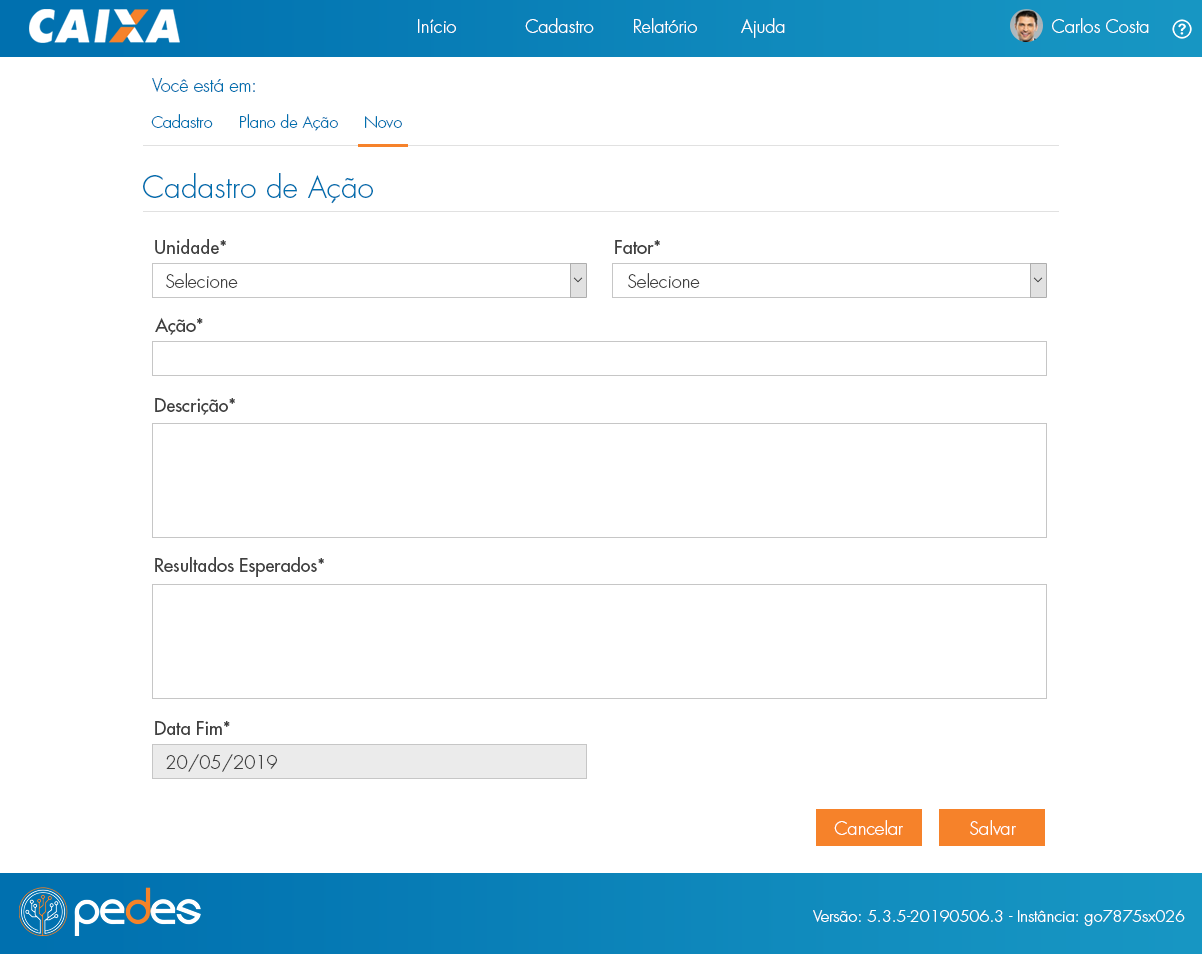 CAIXA Início Cadastro Relatório Ajuda Carlos Costa ?
Você está em:
Cadastro Plano de Ação Novo
Cadastro de Ação
Unidade* Fator*
Selecione Selecione
Ação*
Descrição*
Resultados Esperados*
Data Fim*
20/05/2019
Cancelar Salvar
pedes Versão: 5.3.5-20190506.3 - Instância: go7875sx026